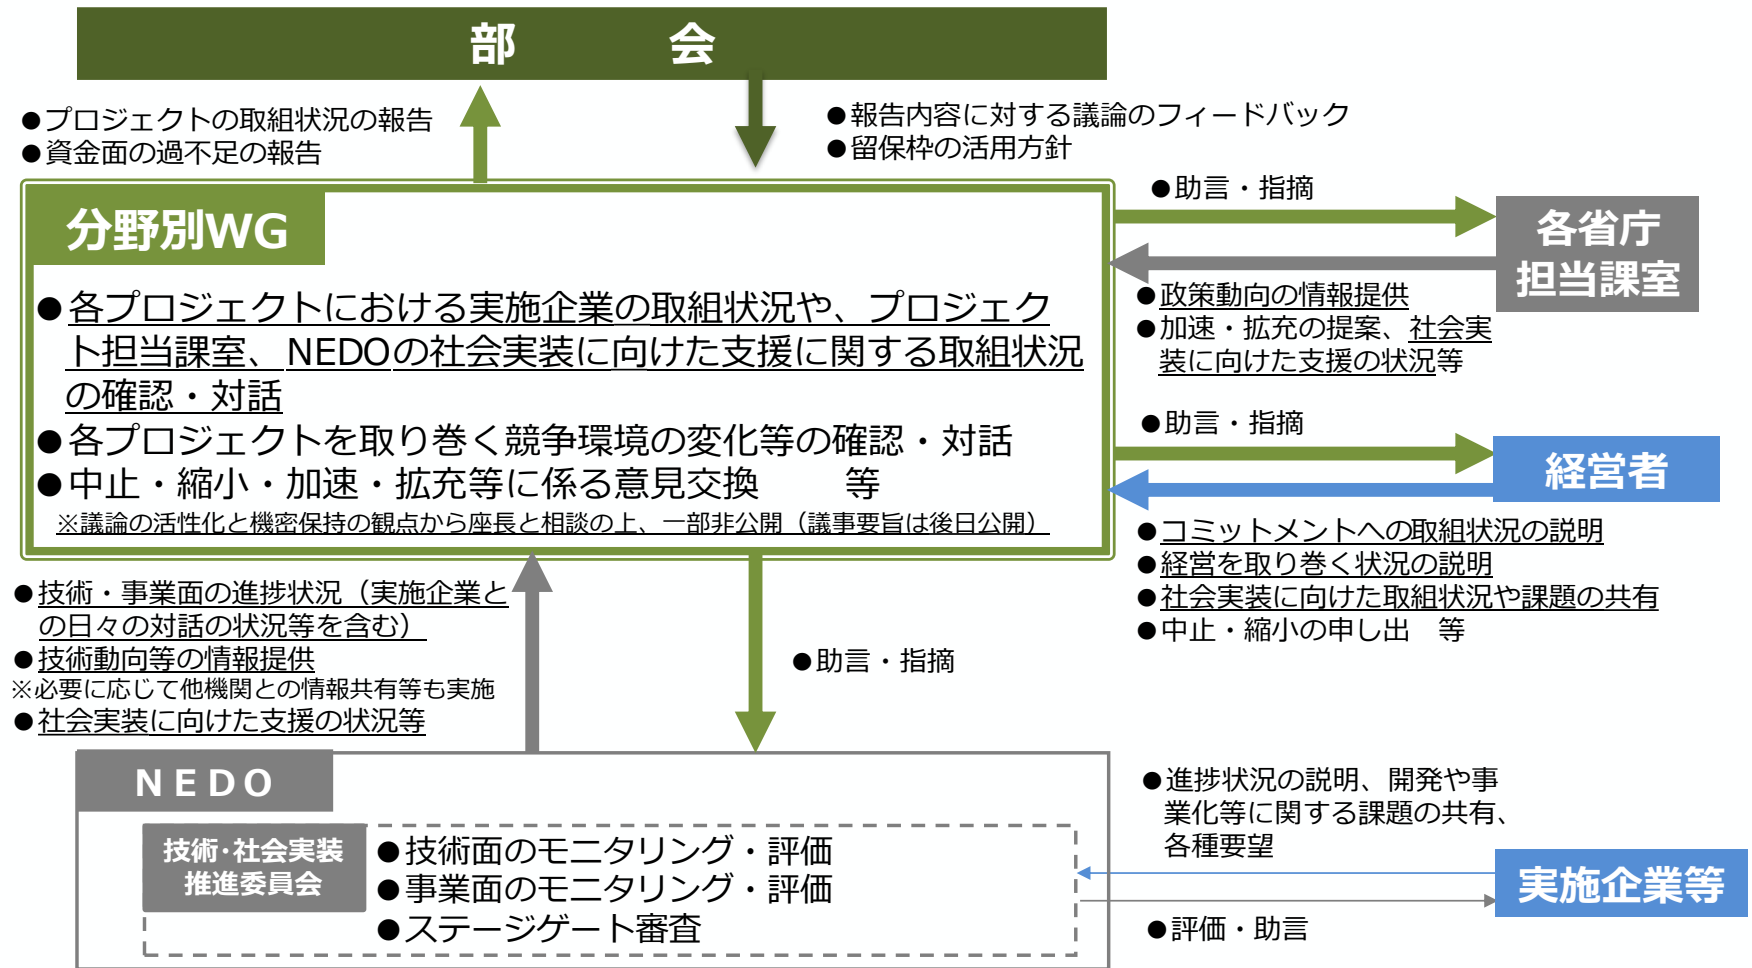 部　会
●プロジェクトの取組状況の報告
●資金面の過不足の報告
●報告内容に対する議論のフィードバック
●留保枠の活用方針
分野別WG
●各プロジェクトにおける実施企業の取組状況や、プロジェク
ト担当課室、NEDOの社会実装に向けた支援に関する取組状況
の確認・対話
●各プロジェクトを取り巻く競争環境の変化等の確認・対話
●中止・縮小・加速・拡充等に係る意見交換　等
※議論の活性化と機密保持の観点から座長と相談の上、一部非公開（議事要旨は後日公開）
●助言・指摘
各省庁
担当課室
●政策動向の情報提供
●加速・拡充の提案、社会実
装に向けた支援の状況等
●助言・指摘
経営者
●コミットメントへの取組状況の説明
●経営を取り巻く状況の説明
●社会実装に向けた取組状況や課題の共有
●中止・縮小の申し出　等
●技術・事業面の進捗状況（実施企業と
の日々の対話の状況等を含む）
●技術動向等の情報提供
※必要に応じて他機関との情報共有等も実施
●社会実装に向けた支援の状況等
●助言・指摘
NEDO
技術・社会実装
推進委員会
●技術面のモニタリング・評価
●事業面のモニタリング・評価
●ステージゲート審査
●進捗状況の説明、開発や事
業化等に関する課題の共有、
各種要望
実施企業等
●評価・助言